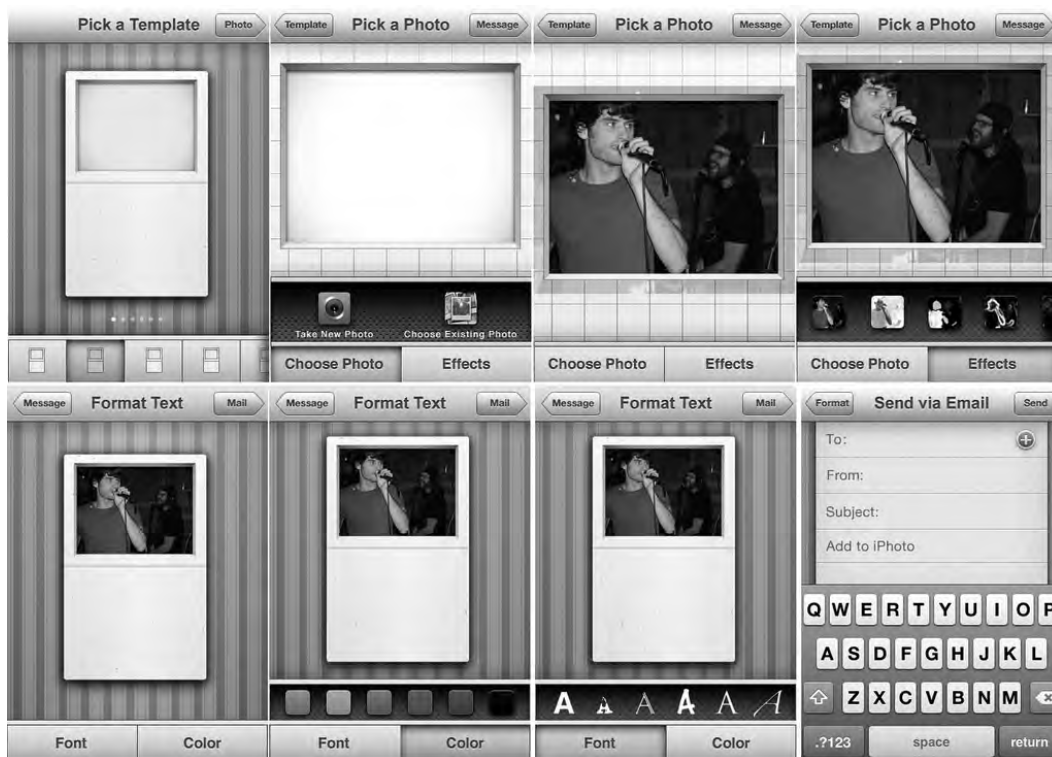 Pick a Template Photo
Template Pick a Photo Message
Take New Photo Choose Existing Photo
Choose Photo Effects
Template Pick a Photo Message
Choose Photo Effects
Template Pick a Photo Message
Choose Photo Effects
Message Format Text Mail
Font Color
Message Format Text Mail
Font Color
Message Format Text Mail
A A A A A A
Font Color
Format Send via Email Send
To:
From:
Subject:
Add to iPhoto
Q W E R T Y U I O P
A S D F G H J K L
Z X C V B N M
.?123 space return